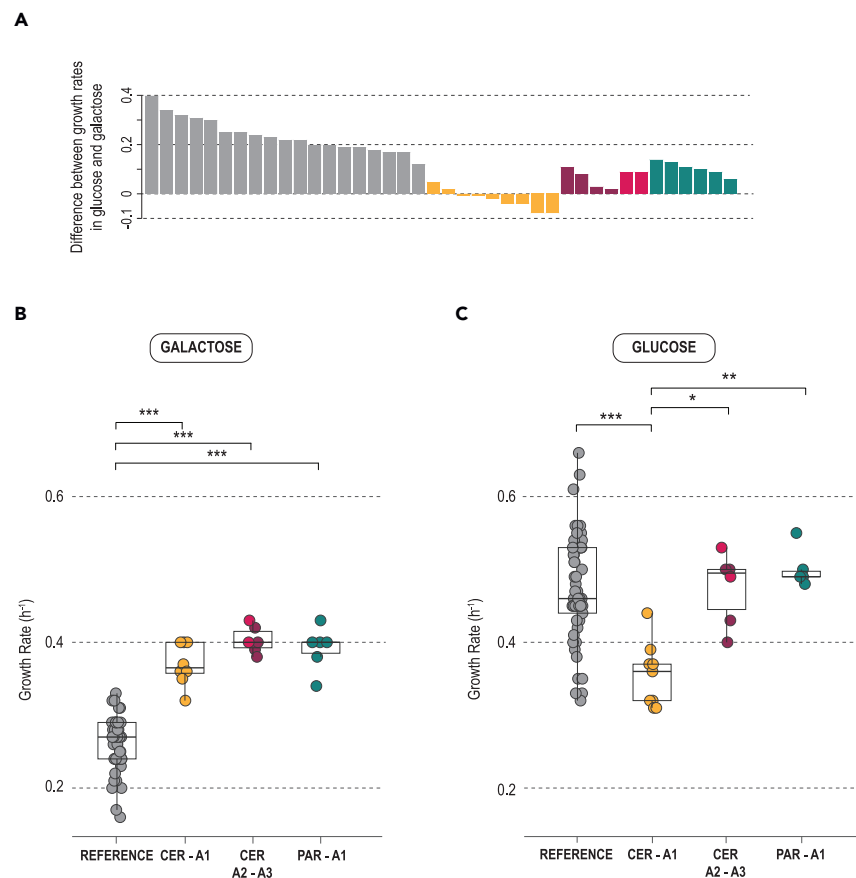 A
Difference between growth rates
in glucose and galactose
0.4
0.2
0
-0.1
B
GALACTOSE
***
***
***
0.6
0.4
0.2
Growth Rate (h⁻¹)
REFERENCE
CER - A1
CER
A2 - A3
PAR - A1
C
GLUCOSE
**
*
***
0.6
0.4
0.2
Growth Rate (h⁻¹)
REFERENCE
CER - A1
CER
A2 - A3
PAR - A1